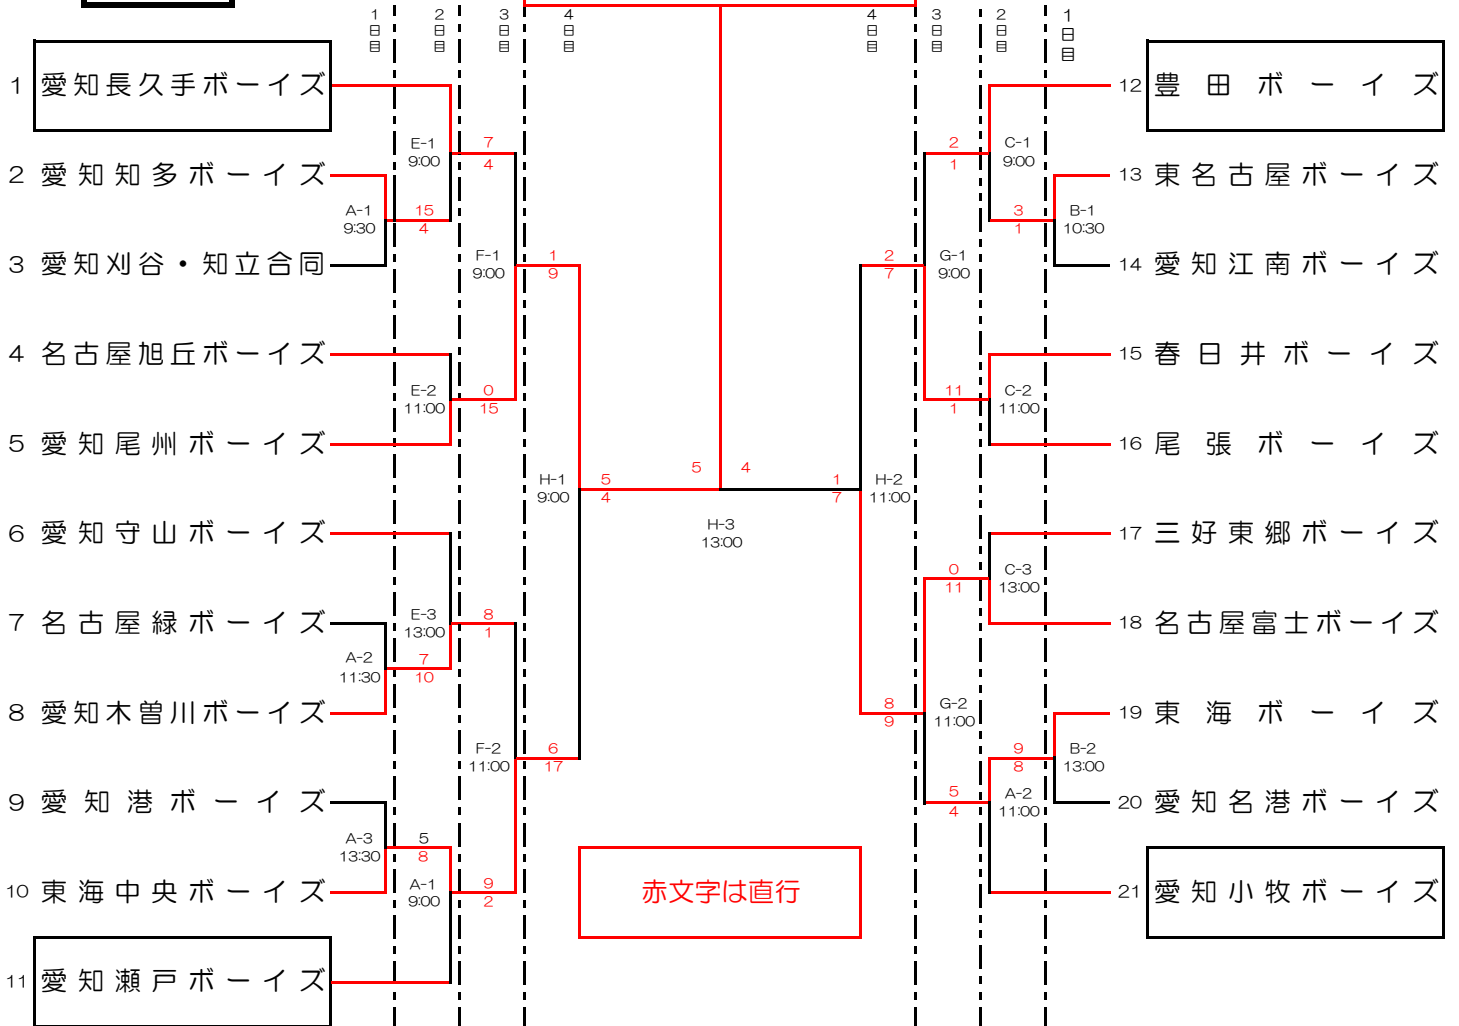 1日目
2日目
3日目
4日目
4日目
3日目
2日目
1日目
1 愛知長久手ボーイズ
2 愛知知多ボーイズ
3 愛知刈谷・知立合同
4 名古屋旭丘ボーイズ
5 愛知尾州ボーイズ
6 愛知守山ボーイズ
7 名古屋緑ボーイズ
8 愛知木曽川ボーイズ
9 愛知港ボーイズ
10 東海中央ボーイズ
11 愛知瀬戸ボーイズ
A-1
9:30
A-2
11:30
A-3
13:30
E-1
9:00
15
4
E-2
11:00
E-3
13:00
7
10
5
8
A-1
9:00
7
4
F-1
9:00
0
15
8
1
F-2
11:00
9
2
1
9
H-1
9:00
6
17
5
4
5 4
H-3
13:00
赤文字は直行
1
7
H-2
11:00
2
7
8
9
2
1
G-1
9:00
11
1
0
11
G-2
11:00
5
4
C-1
9:00
3
1
C-2
11:00
C-3
13:00
9
8
A-2
11:00
B-1
10:30
B-2
13:00
12 豊田ボーイズ
13 東名古屋ボーイズ
14 愛知江南ボーイズ
15 春日井ボーイズ
16 尾張ボーイズ
17 三好東郷ボーイズ
18 名古屋富士ボーイズ
19 東海ボーイズ
20 愛知名港ボーイズ
21 愛知小牧ボーイズ